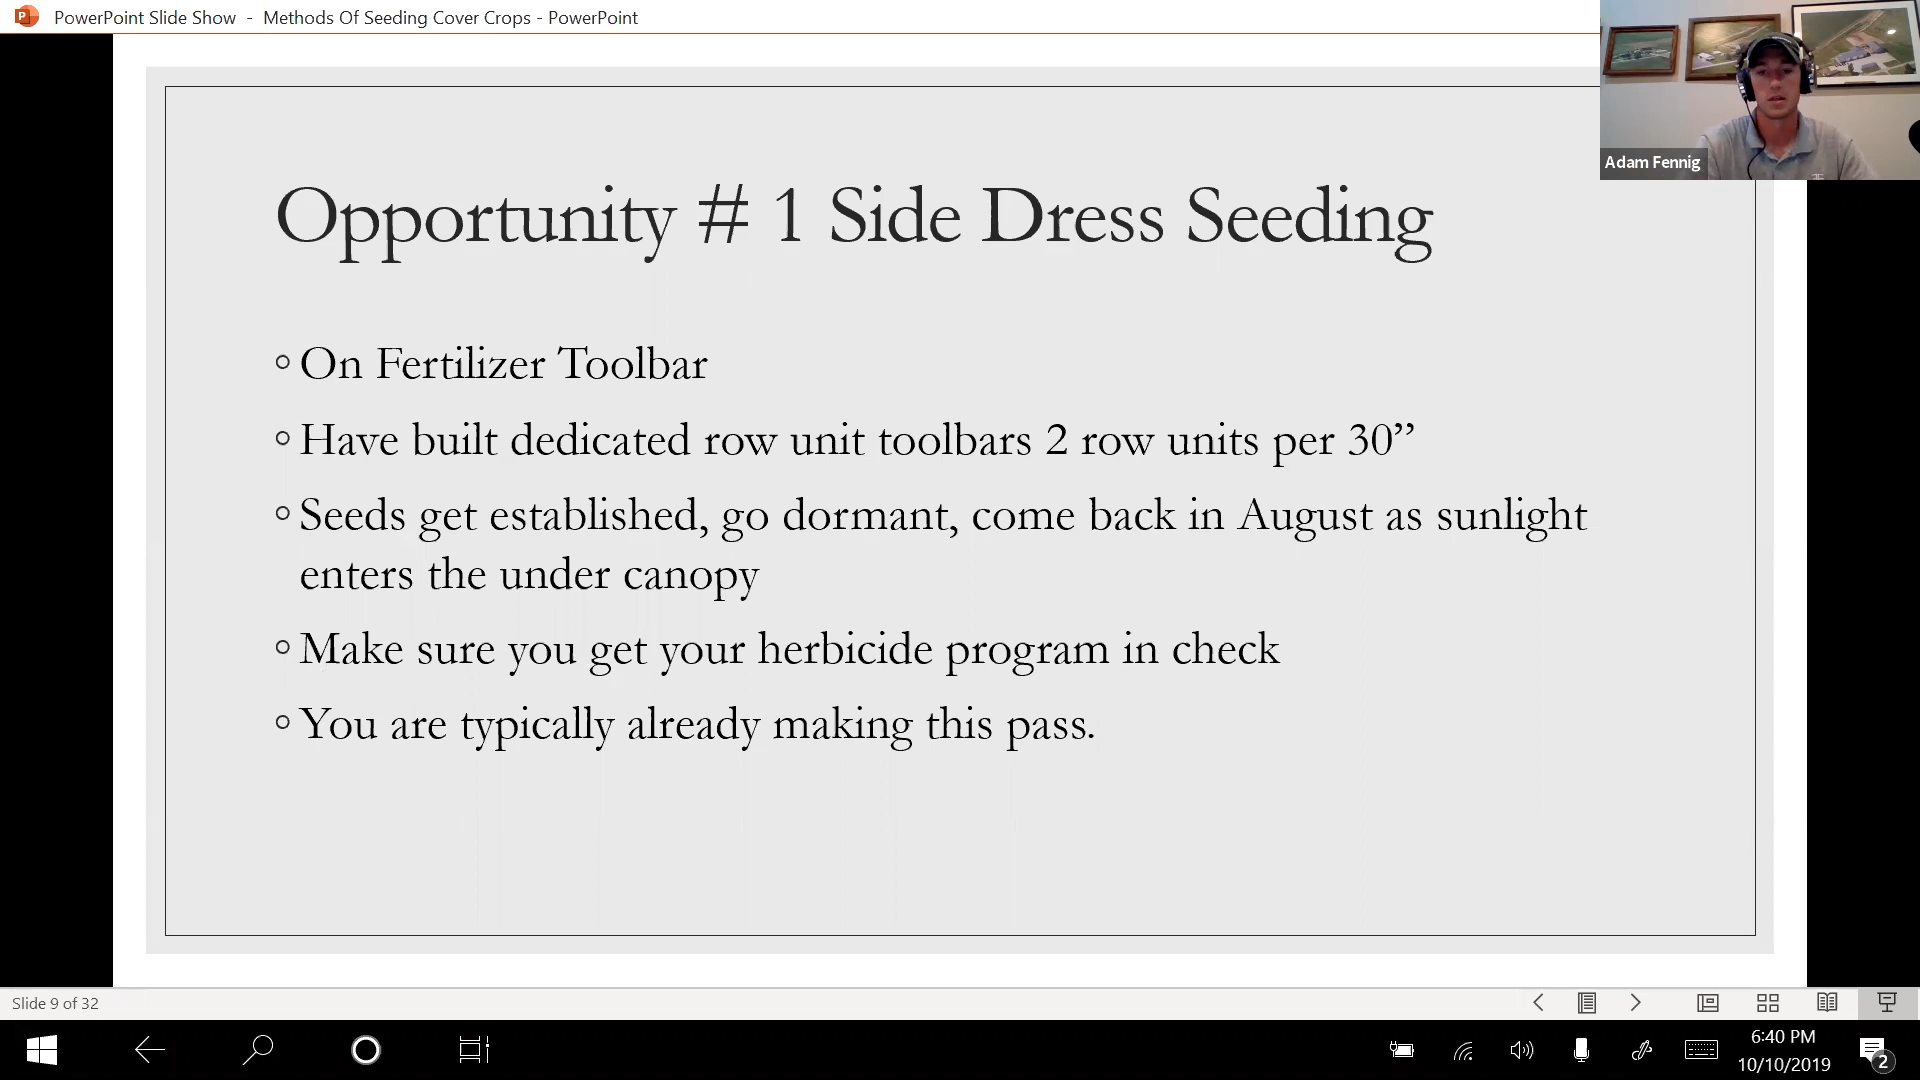 PowerPoint Slide Show - Methods Of Seeding Cover Crops - PowerPoint
Adam Fennig
Opportunity # 1 Side Dress Seeding
On Fertilizer Toolbar
Have built dedicated row unit toolbars 2 row units per 30”
Seeds get established, go dormant, come back in August as sunlight
enters the under canopy
Make sure you get your herbicide program in check
You are typically already making this pass.
Slide 9 of 32
6:40 PM
10/10/2019
2